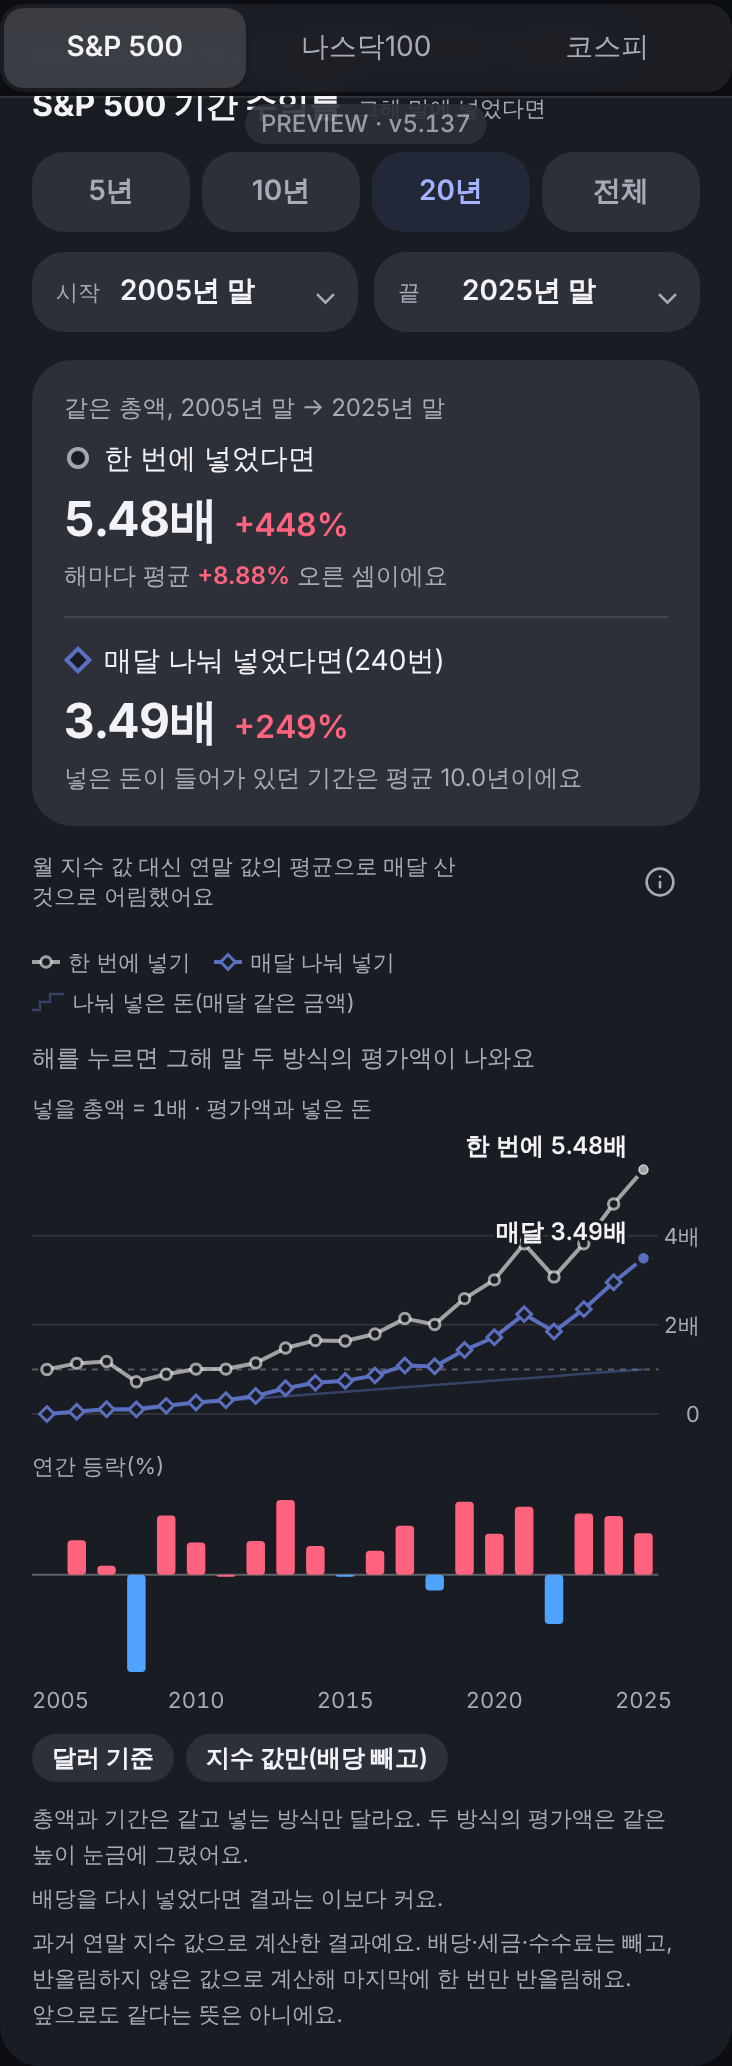 S&P 500 나스닥100 코스피
S&P 500 기간 수익률 그해 말에 넣었다면
PREVIEW · v5.137
5년 10년 20년 전체
시작 2005년 말 끝 2025년 말
같은 총액, 2005년 말 → 2025년 말
한 번에 넣었다면
5.48배 +448%
해마다 평균 +8.88% 오른 셈이에요
매달 나눠 넣었다면(240번)
3.49배 +249%
넣은 돈이 들어가 있던 기간은 평균 10.0년이에요
월 지수 값 대신 연말 값의 평균으로 매달 산
것으로 어림했어요
한 번에 넣기 매달 나눠 넣기
나눠 넣은 돈(매달 같은 금액)
해를 누르면 그해 말 두 방식의 평가액이 나와요
넣을 총액 = 1배 · 평가액과 넣은 돈
한 번에 5.48배
매달 3.49배 4배
2배
0
연간 등락(%)
2005 2010 2015 2020 2025
달러 기준 지수 값만(배당 빼고)
총액과 기간은 같고 넣는 방식만 달라요. 두 방식의 평가액은 같은
높이 눈금에 그렸어요.
배당을 다시 넣었다면 결과는 이보다 커요.
과거 연말 지수 값으로 계산한 결과예요. 배당·세금·수수료는 빼고,
반올림하지 않은 값으로 계산해 마지막에 한 번만 반올림해요.
앞으로도 같다는 뜻은 아니에요.